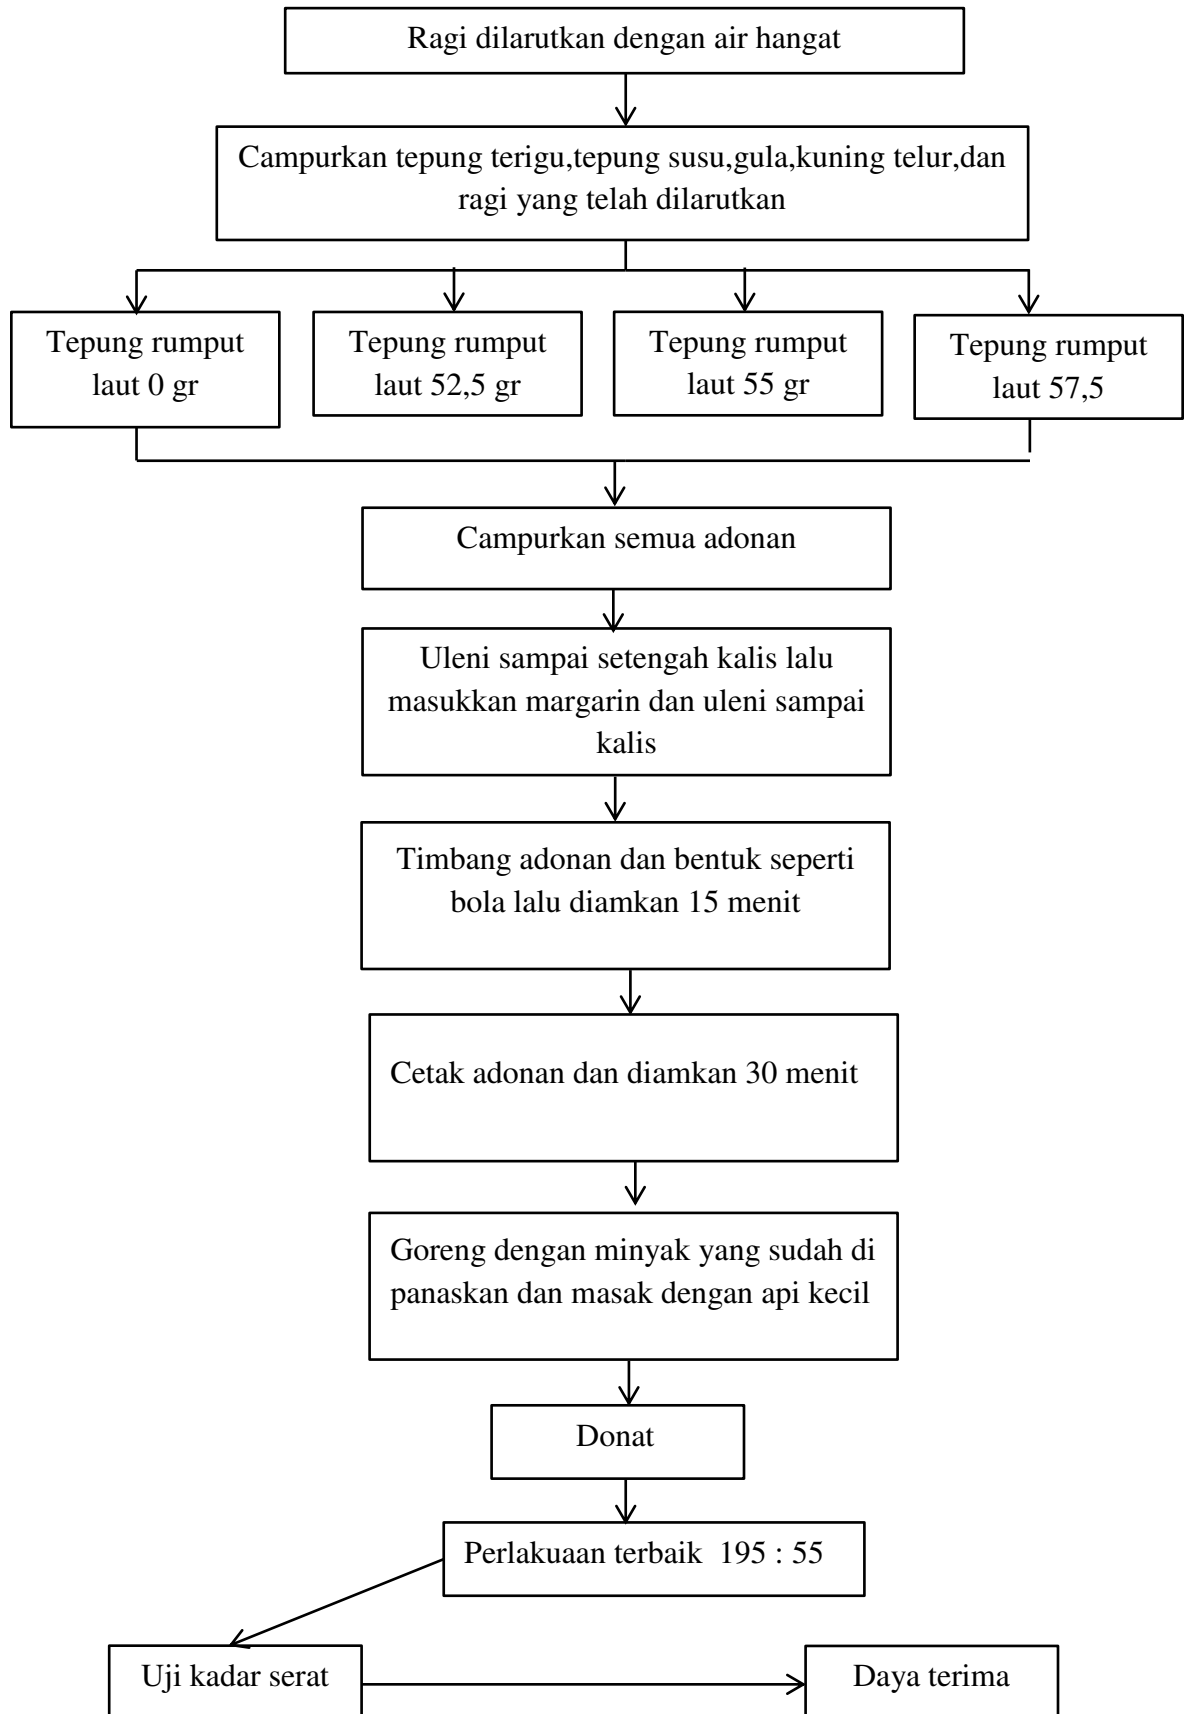 Ragi dilarutkan dengan air hangat
Campurkan tepung terigu,tepung susu,gula,kuning telur,dan
ragi yang telah dilarutkan
Tepung rumput
laut 0 gr
Tepung rumput
laut 52,5 gr
Tepung rumput
laut 55 gr
Tepung rumput
laut 57,5
Campurkan semua adonan
Uleni sampai setengah kalis lalu
masukkan margarin dan uleni sampai
kalis
Timbang adonan dan bentuk seperti
bola lalu diamkan 15 menit
Cetak adonan dan diamkan 30 menit
Goreng dengan minyak yang sudah di
panaskan dan masak dengan api kecil
Donat
Perlakuaan terbaik  195 : 55
Uji kadar serat
Daya terima